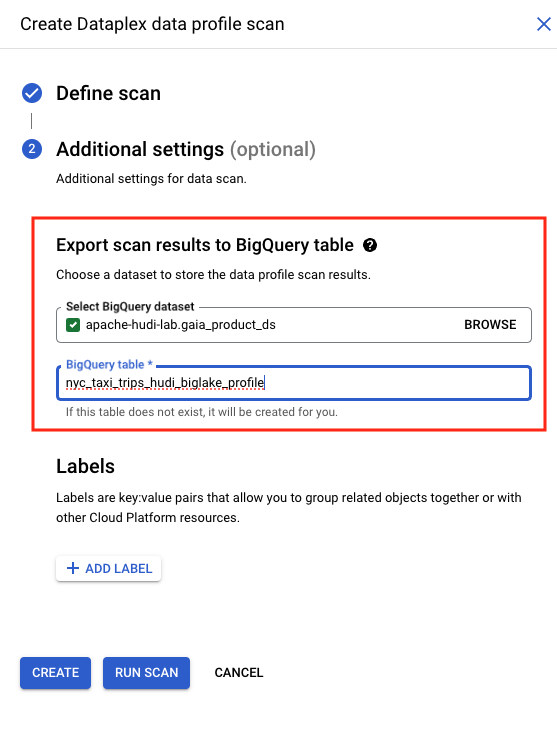 Create Dataplex data profile scan
Define scan
2
Additional settings (optional)
Additional settings for data scan.
Export scan results to BigQuery table ?
Choose a dataset to store the data profile scan results.
Select BigQuery dataset
apache-hudi-lab.gaia_product_ds BROWSE
BigQuery table *
nyc_taxi_trips_hudi_biglake_profile
If this table does not exist, it will be created for you.
Labels
Labels are key:value pairs that allow you to group related objects together or with
other Cloud Platform resources.
+ ADD LABEL
CREATE RUN SCAN CANCEL